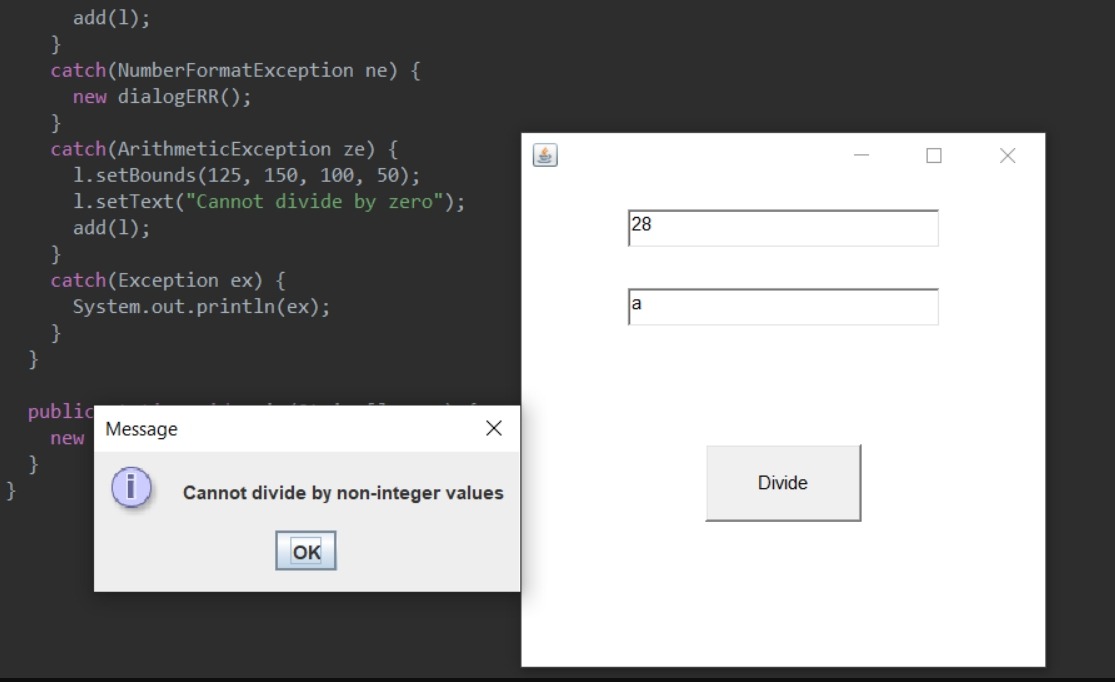 add(l);
}
catch(NumberFormatException ne) {
new dialogERR();
}
catch(ArithmeticException ze) {
l.setBounds(125, 150, 100, 50);
l.setText("Cannot divide by zero");
add(l);
}
catch(Exception ex) {
System.out.println(ex);
}
}
public
new
}
}
Message
Cannot divide by non-integer values
OK
28
a
Divide